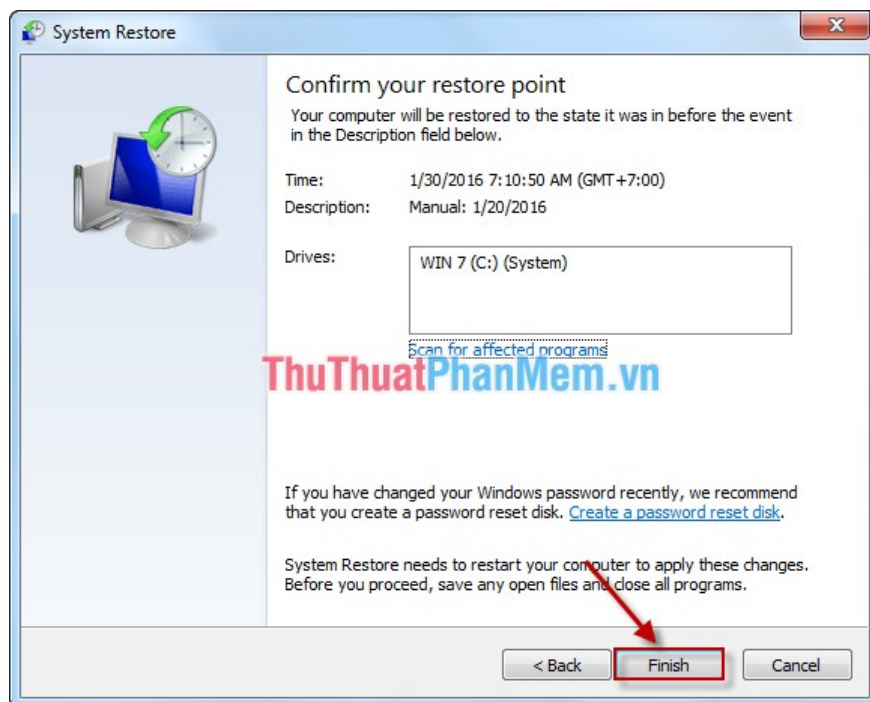 System Restore
Confirm your restore point
Your computer will be restored to the state it was in before the event
in the Description field below.
Time: 1/30/2016 7:10:50 AM (GMT+7:00)
Description: Manual: 1/20/2016
Drives: WIN 7 (C:) (System)
Scan for affected programs
ThuThuatPhanMem.vn
If you have changed your Windows password recently, we recommend
that you create a password reset disk. Create a password reset disk.
System Restore needs to restart your computer to apply these changes.
Before you proceed, save any open files and close all programs.
< Back Finish Cancel